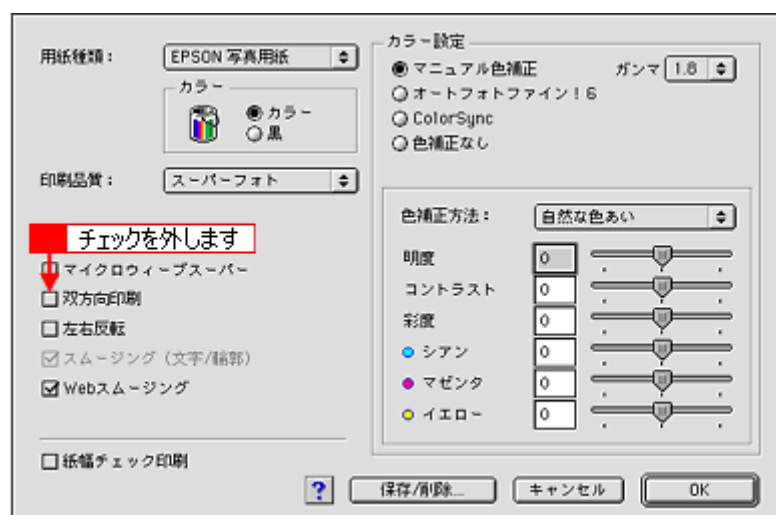 用紙種類：
EPSON 写真用紙
カラー
カラー
黒
印刷品質：
スーパーフォト
チェックを外します
マイクロウィーブスーパー
双方向印刷
左右反転
スムージング（文字/輪郭）
Webスムージング
紙幅チェック印刷
カラー設定
マニュアル色補正
ガンマ 1.8
オートフォトファイン！6
ColorSync
色補正なし
色補正方法：
自然な色あい
明度 0
コントラスト 0
彩度 0
シアン 0
マゼンタ 0
イエロー 0
?
保存/削除...
キャンセル
OK